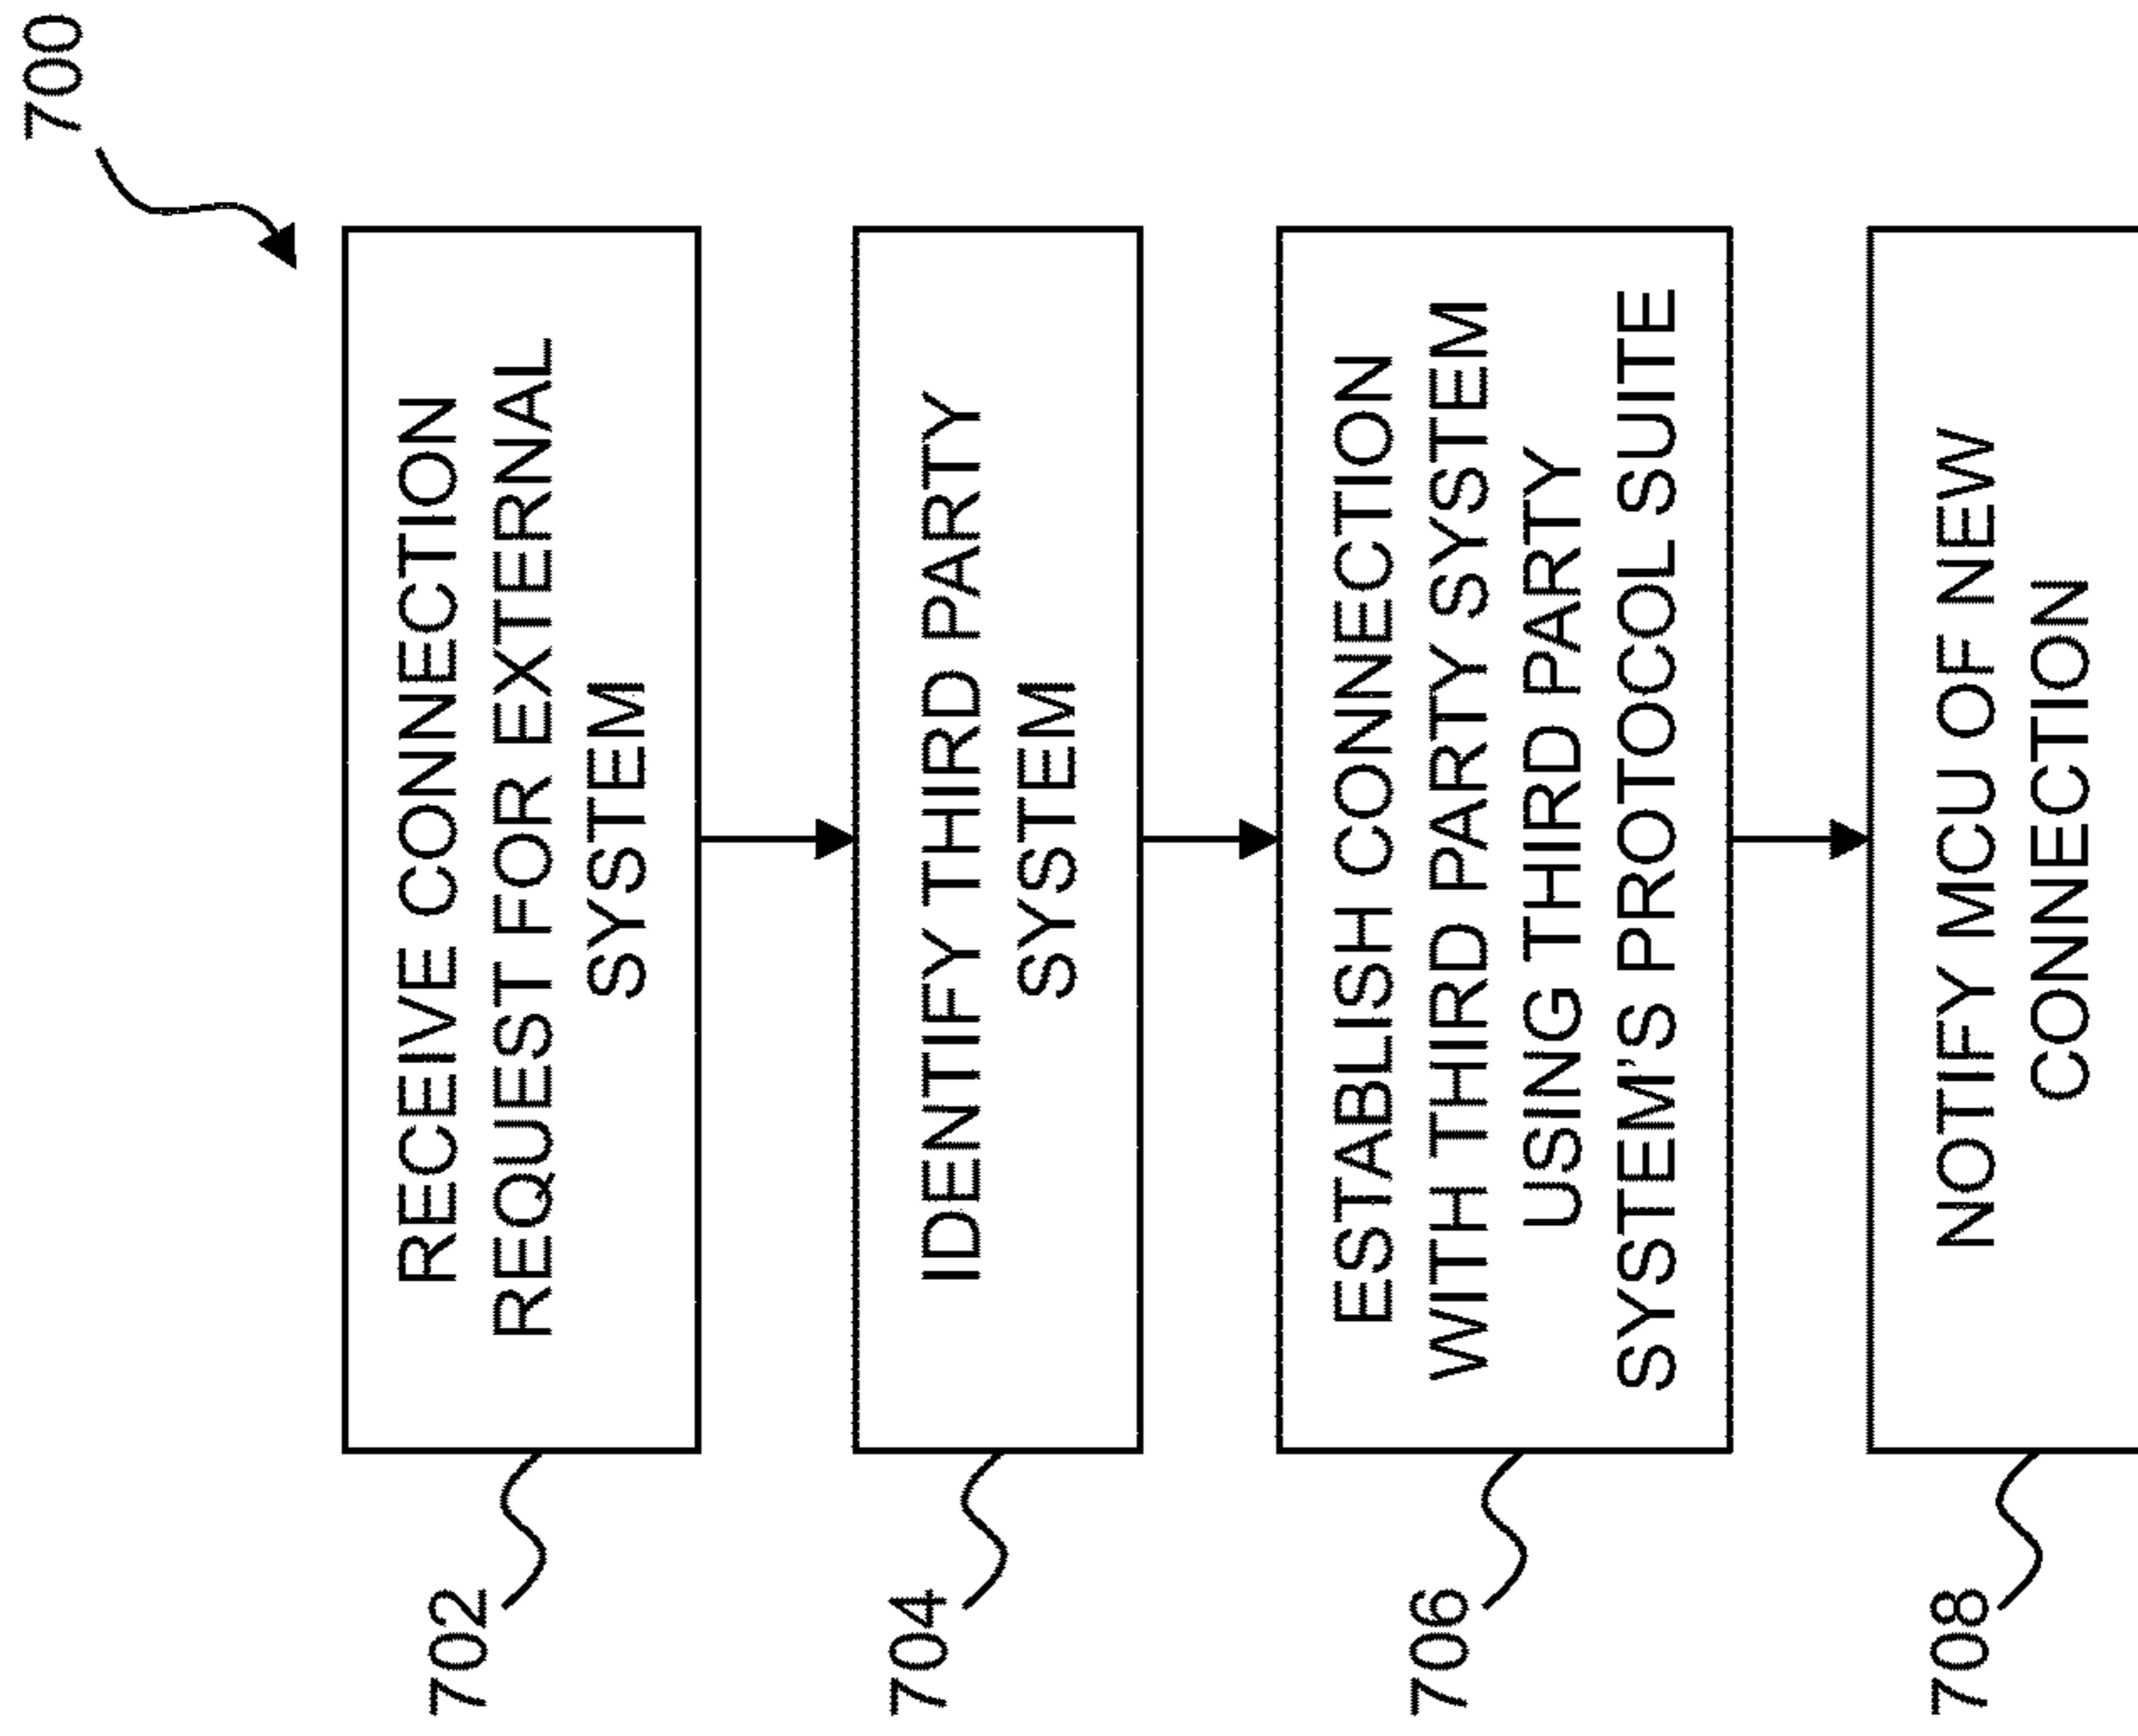 700
702
RECEIVE CONNECTION
REQUEST FOR EXTERNAL
SYSTEM
704
IDENTIFY THIRD PARTY
SYSTEM
706
ESTABLISH CONNECTION
WITH THIRD PARTY SYSTEM
USING THIRD PARTY
SYSTEM'S PROTOCOL SUITE
708
NOTIFY MCU OF NEW
CONNECTION